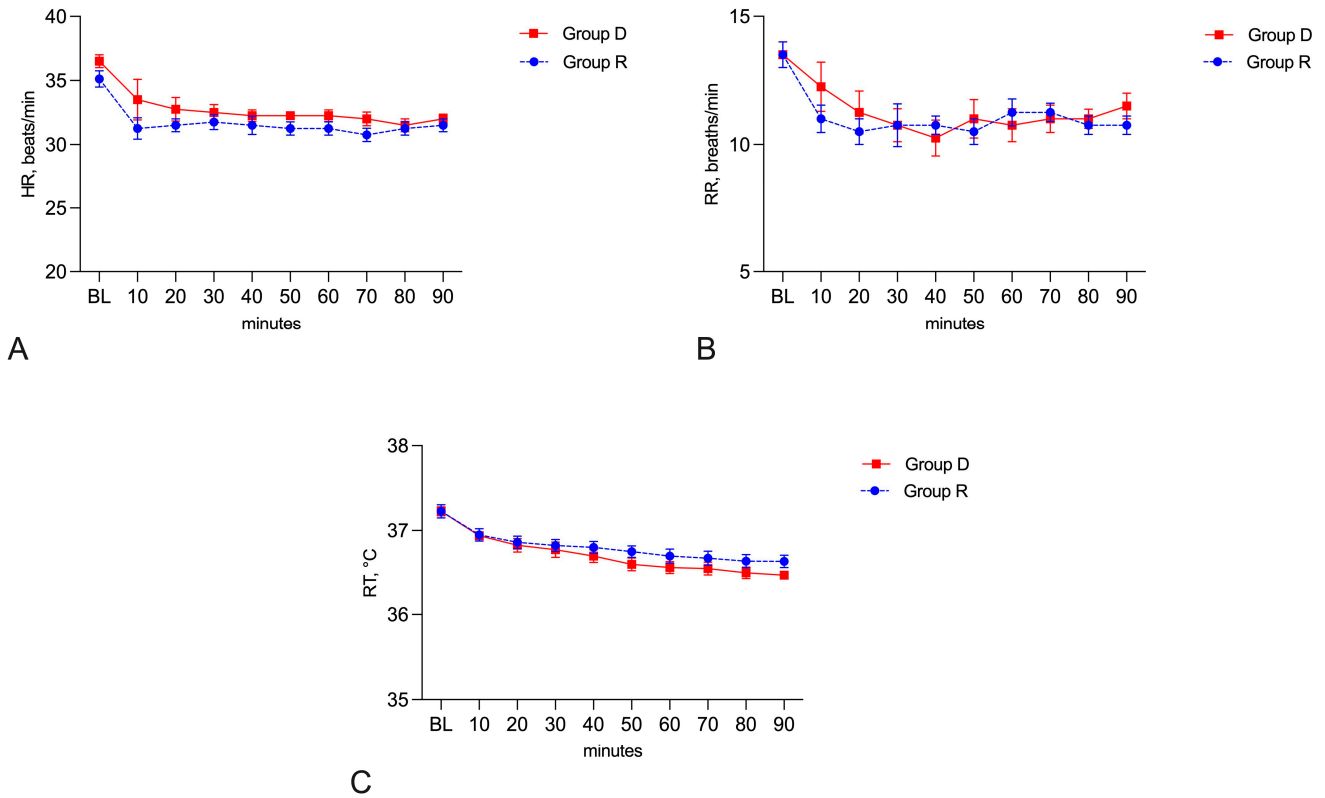 40
35
30
25
20
HR, beats/min
BL 10 20 30 40 50 60 70 80 90
minutes
Group D
Group R
A
15
10
5
RR, breaths/min
BL 10 20 30 40 50 60 70 80 90
minutes
Group D
Group R
B
38
37
36
35
RT, °C
BL 10 20 30 40 50 60 70 80 90
minutes
Group D
Group R
C